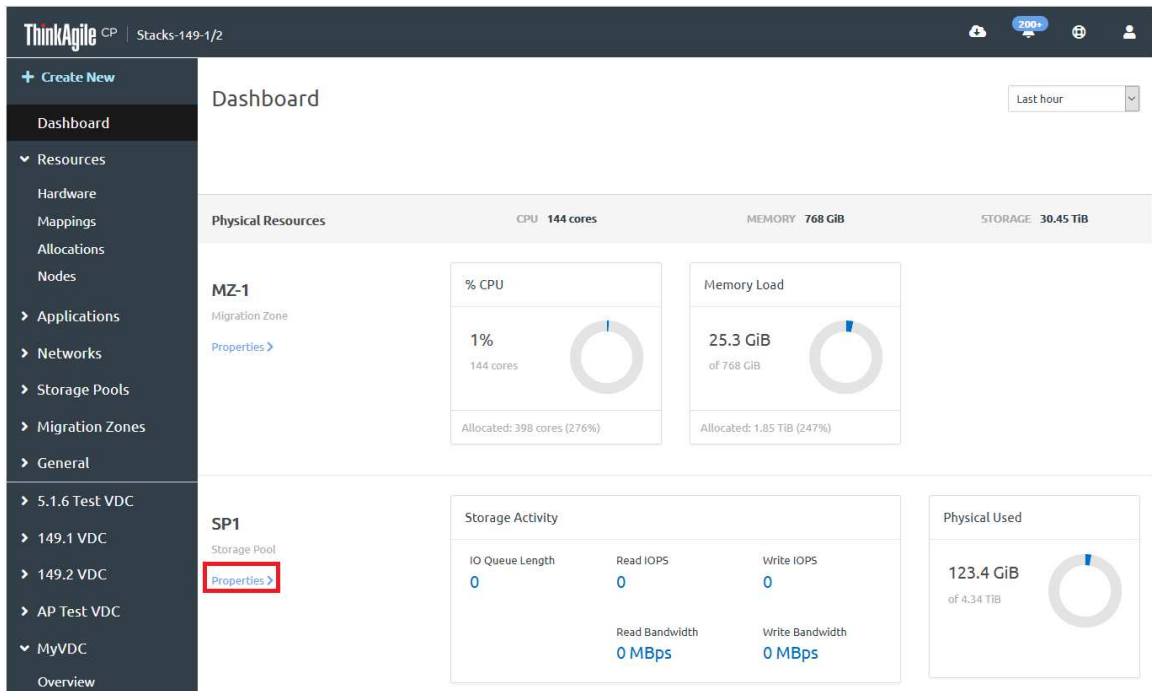 ThinkAgile CP | Stacks-149-1/2
200+
+ Create New
Dashboard
Resources
Hardware
Mappings
Allocations
Nodes
Applications
Networks
Storage Pools
Migration Zones
General
5.1.6 Test VDC
149.1 VDC
149.2 VDC
AP Test VDC
MyVDC
Overview
Dashboard
Last hour
Physical Resources CPU 144 cores MEMORY 768 GiB STORAGE 30.45 TiB
MZ-1
Migration Zone
Properties
% CPU
1%
144 cores
Allocated: 398 cores (276%)
Memory Load
25.3 GiB
of 768 GiB
Allocated: 1.85 TiB (247%)
SP1
Storage Pool
Properties
Storage Activity
IO Queue Length Read IOPS Write IOPS
0 0 0
Read Bandwidth Write Bandwidth
0 MBps 0 MBps
Physical Used
123.4 GiB
of 4.34 TiB